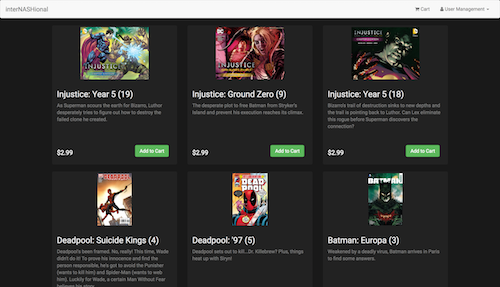 interNASHional
Cart
User Management
INJUSTICE
INJUSTICE
INJUSTICE
Injustice: Year 5 (19)
Injustice: Ground Zero (9)
Injustice: Year 5 (18)
As Superman scours the earth for Bizarro, Luthor
desperately tries to figure out how to destroy the
failed clone he created.
The desperate plot to free Batman from Stryker's
Island and prevent his execution reaches its climax.
Bizarro's trail of destruction sinks to new depths and
the trail is pointing back to Luthor. Can Lex eliminate
this rogue before Superman discovers the
connection?
$2.99
Add to Cart
$2.99
Add to Cart
$2.99
Add to Cart
DEADPOOL
DEADPOOL
BATMAN
Deadpool: Suicide Kings (4)
Deadpool: '97 (5)
Batman: Europa (3)
Deadpool's been framed. No, really! This time, Wade
didn't do it! To prove his innocence and find the
person responsible, he's got to avoid the Punisher
(wants to kill him) and Spider-Man (wants to web
him). Luckily for Wade, a certain Man Without Fear
Deadpool sets out to kill...Dr. Killebrew? Plus, things
heat up with Siryn!
Weakened by a deadly virus, Batman arrives in Paris
to find some answers.